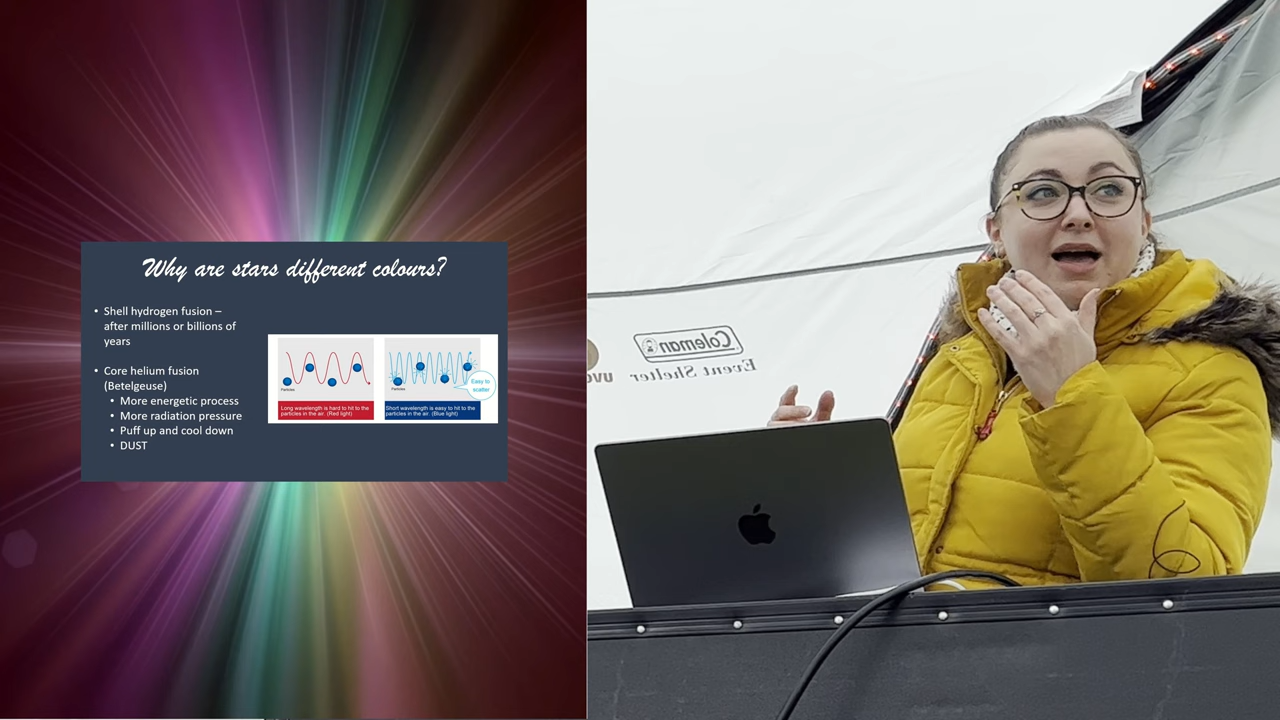 Why are stars different colours?
• Shell hydrogen fusion –
after millions or billions of
years
• Core helium fusion
(Betelgeuse)
• More energetic process
• More radiation pressure
• Puff up and cool down
• DUST
Particles
Long wavelength is hard to hit to the
particles in the air. (Red light)
Particles
Easy to
scatter
Short wavelength is easy to hit to the
particles in the air. (Blue light)
Coleman
Event Shelter